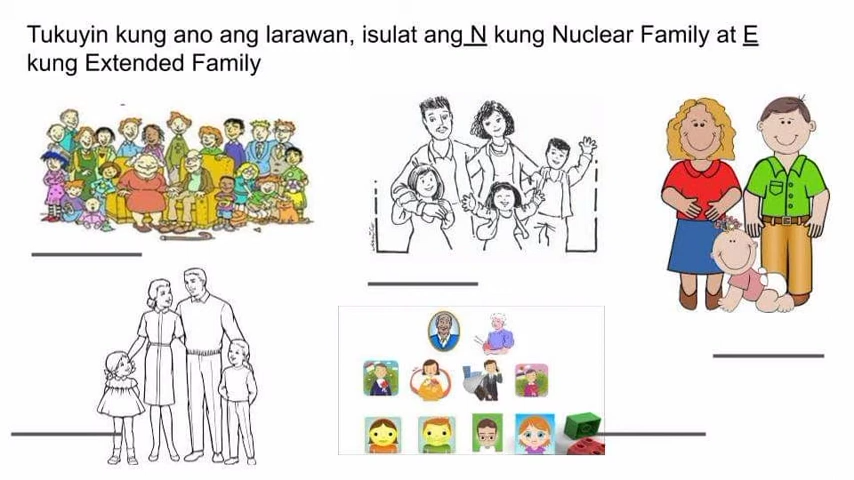 Tukuyin kung ano ang larawan, isulat ang N kung Nuclear Family at E
kung Extended Family